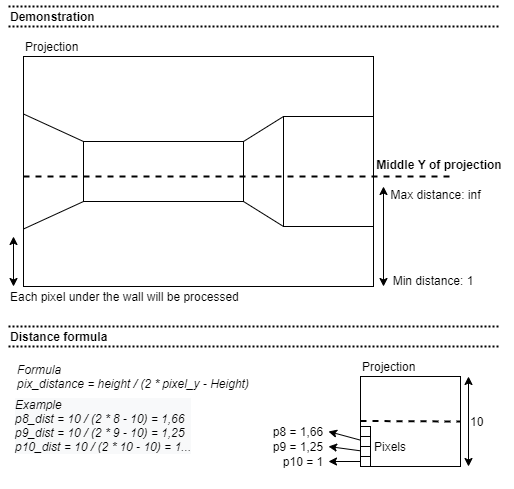 Demonstration
Projection
Middle Y of projection
Max distance: inf
Min distance: 1
Each pixel under the wall will be processed
Distance formula
Formula
pix_distance = height / (2 * pixel_y - Height)
Example
p8_dist = 10 / (2 * 8 - 10) = 1,66
p9_dist = 10 / (2 * 9 - 10) = 1,25
p10_dist = 10 / (2 * 10 - 10) = 1...
Projection
10
p8 = 1,66
p9 = 1,25
Pixels
p10 = 1